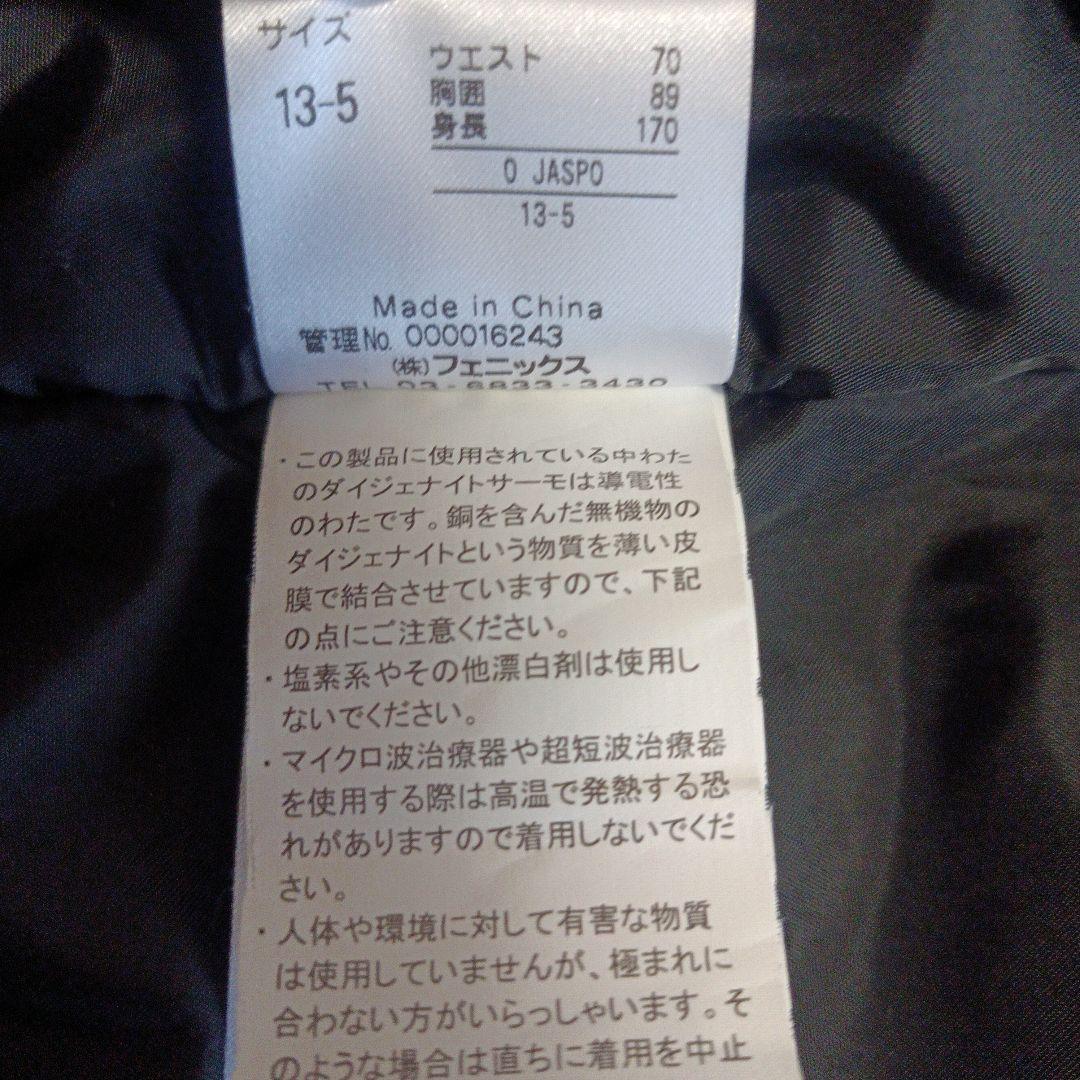 サイズ
13-5
ウエスト 70
胸囲 89
身長 170
0 JASPO
13-5
Made in China
管理No. 000016243
(株)フェニックス
TEL 03-6833-3430
・この製品に使用されている中わた
のダイジェナイトサーモは導電性
のわたです。銅を含んだ無機物の
ダイジェナイトという物質を薄い皮
膜で結合させていますので、下記
の点にご注意ください。
・塩素系やその他漂白剤は使用し
ないでください。
・マイクロ波治療器や超短波治療器
を使用する際は高温で発熱する恐
れがありますので着用しないでくだ
さい。
・人体や環境に対して有害な物質
は使用していませんが、極まれに
合わない方がいらっしゃいます。そ
のような場合は直ちに着用を中止